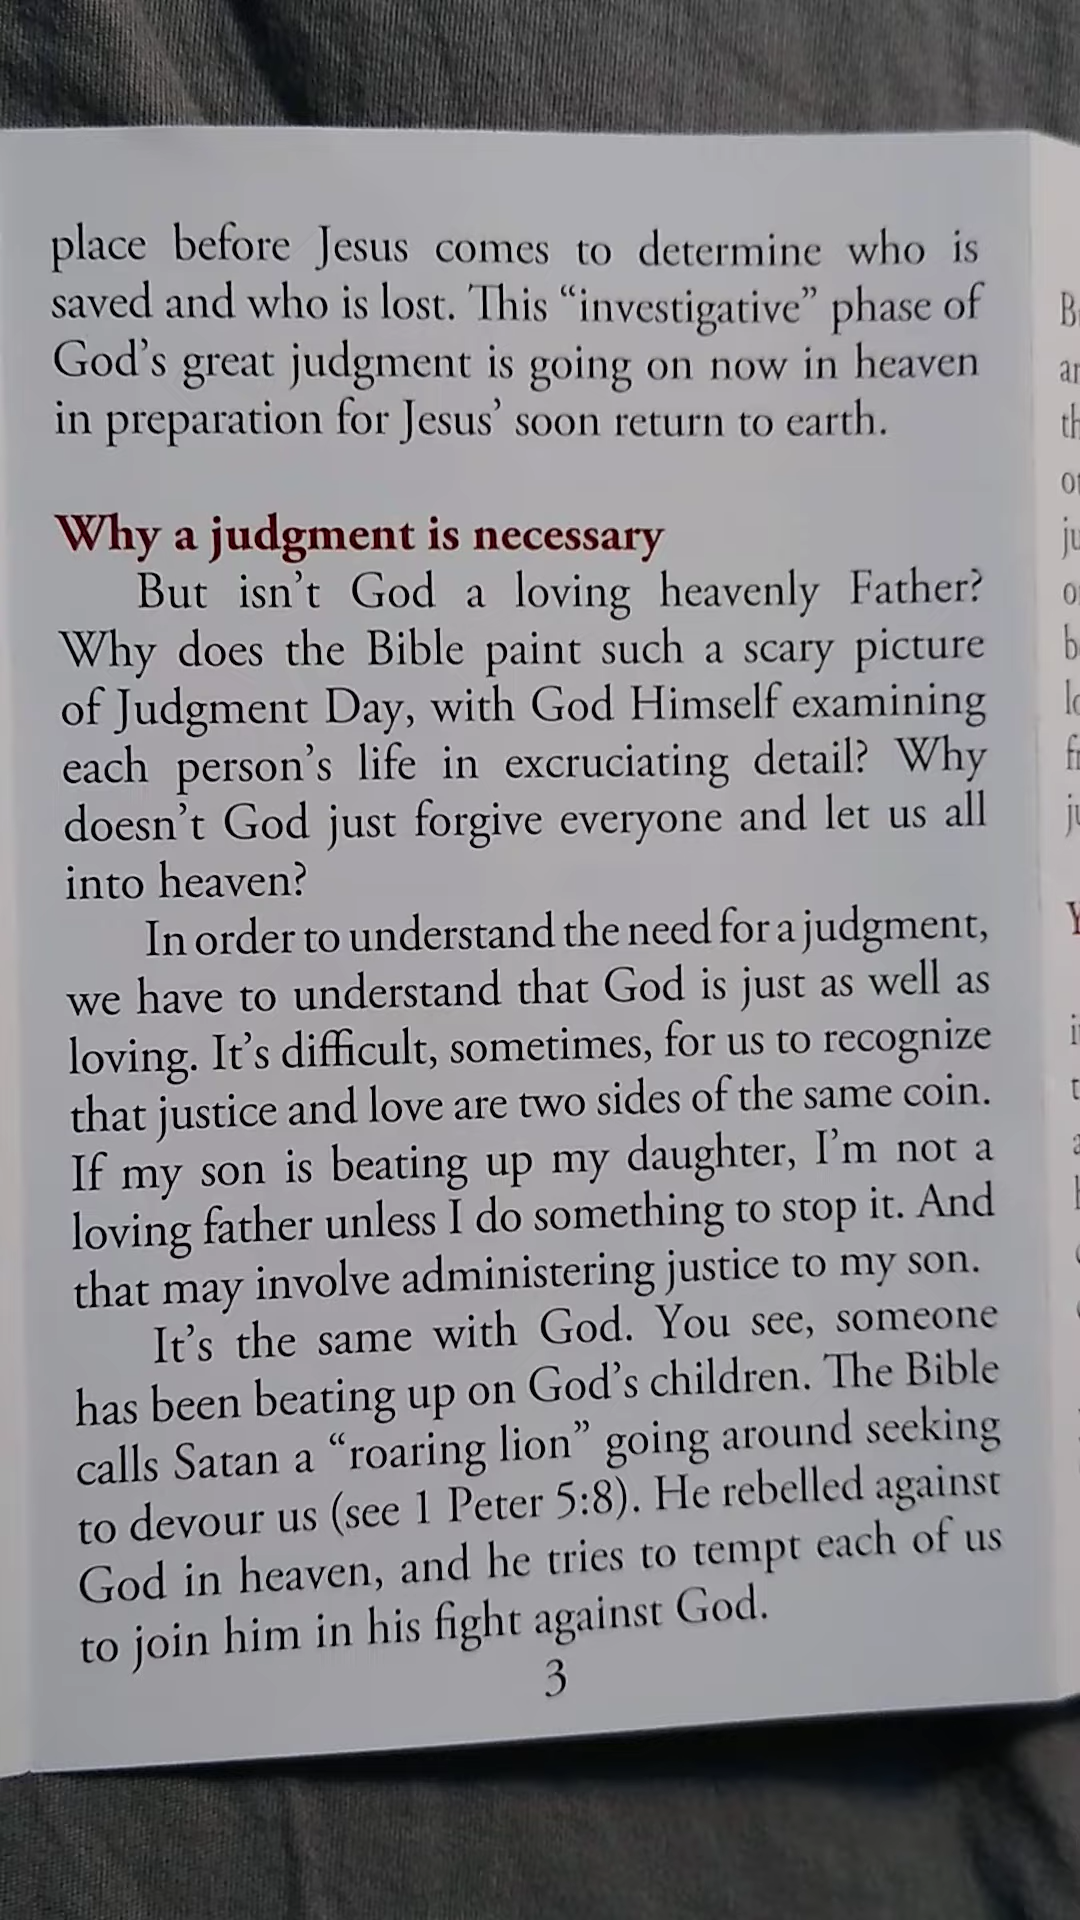 place before Jesus comes to determine who is
saved and who is lost. This “investigative” phase of
God’s great judgment is going on now in heaven
in preparation for Jesus’ soon return to earth.
Why a judgment is necessary
But isn’t God a loving heavenly Father?
Why does the Bible paint such a scary picture
of Judgment Day, with God Himself examining
each person’s life in excruciating detail? Why
doesn’t God just forgive everyone and let us all
into heaven?
In order to understand the need for a judgment,
we have to understand that God is just as well as
loving. It’s difficult, sometimes, for us to recognize
that justice and love are two sides of the same coin.
If my son is beating up my daughter, I’m not a
loving father unless I do something to stop it. And
that may involve administering justice to my son.
It’s the same with God. You see, someone
has been beating up on God’s children. The Bible
calls Satan a “roaring lion” going around seeking
to devour us (see 1 Peter 5:8). He rebelled against
God in heaven, and he tries to tempt each of us
to join him in his fight against God.
3